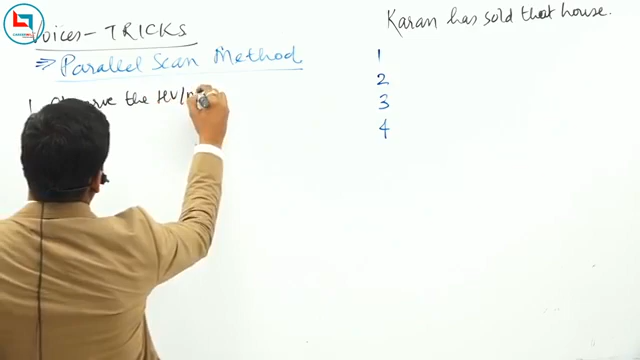 Voices - TRICKS
⇒ Parallel Scan Method
1. Observe the HV/
Karan has sold that house.
1
2
3
4